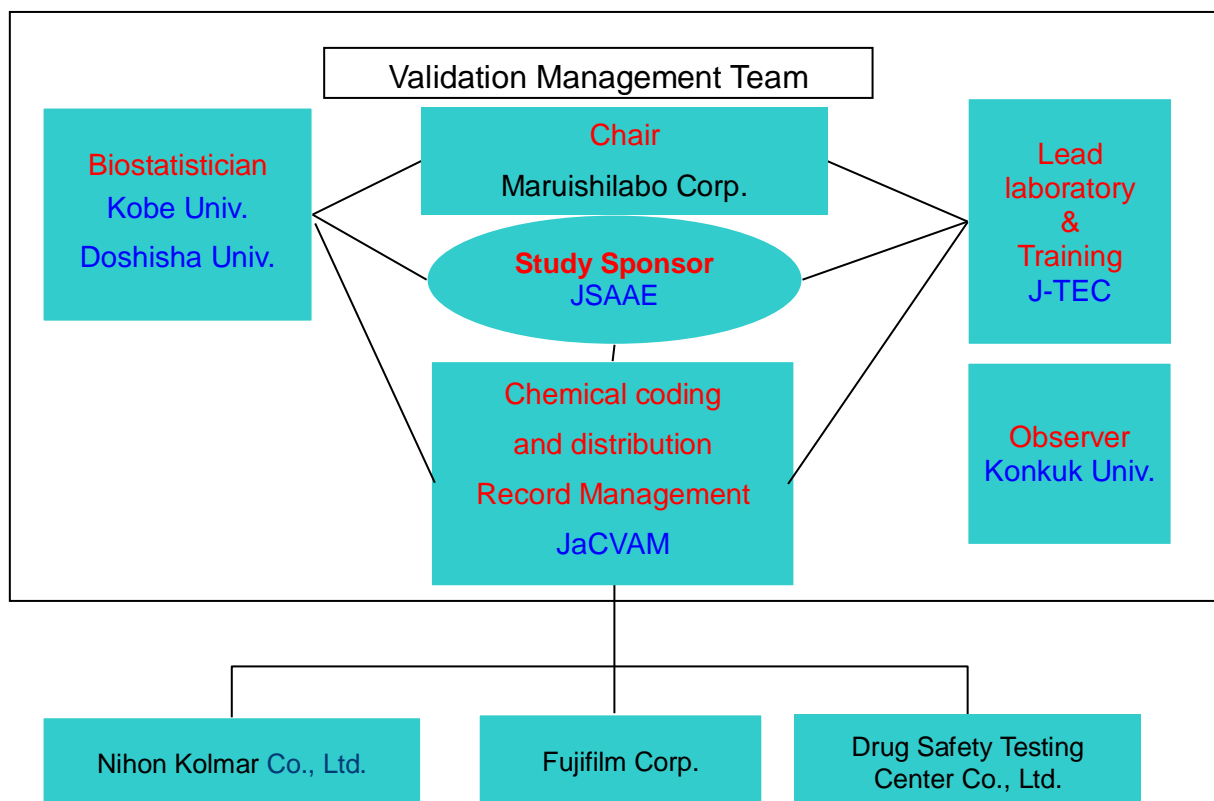 Validation Management Team
Biostatistician
Kobe Univ.
Doshisha Univ.
Chair
Maruishilabo Corp.
Study Sponsor
JSAAE
Chemical coding
and distribution
Record Management
JaCVAM
Lead
laboratory
&
Training
J-TEC
Observer
Konkuk Univ.
Nihon Kolmar Co., Ltd.
Fujifilm Corp.
Drug Safety Testing
Center Co., Ltd.